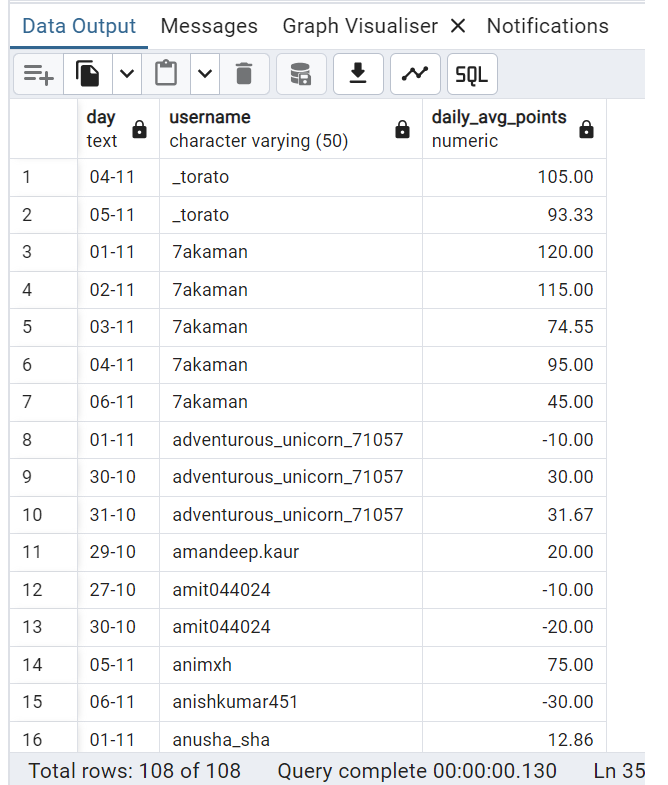 Data Output Messages Graph Visualiser × Notifications
SQL
day username daily_avg_points
text character varying (50) numeric
1 04-11 _torato 105.00
2 05-11 _torato 93.33
3 01-11 7akaman 120.00
4 02-11 7akaman 115.00
5 03-11 7akaman 74.55
6 04-11 7akaman 95.00
7 06-11 7akaman 45.00
8 01-11 adventurous_unicorn_71057 -10.00
9 30-10 adventurous_unicorn_71057 30.00
10 31-10 adventurous_unicorn_71057 31.67
11 29-10 amandeep.kaur 20.00
12 27-10 amit044024 -10.00
13 30-10 amit044024 -20.00
14 05-11 animxh 75.00
15 06-11 anishkumar451 -30.00
16 01-11 anusha_sha 12.86
Total rows: 108 of 108 Query complete 00:00:00.130 Ln 35